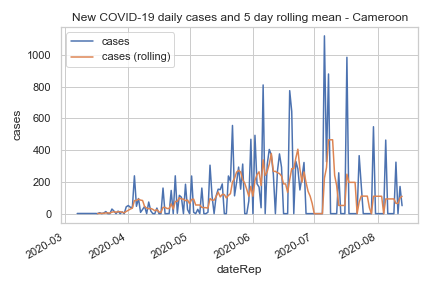 New COVID-19 daily cases and 5 day rolling mean - Cameroon
cases
cases (rolling)
1000
800
600
400
200
0
cases
2020-03
2020-04
2020-05
2020-06
2020-07
2020-08
dateRep